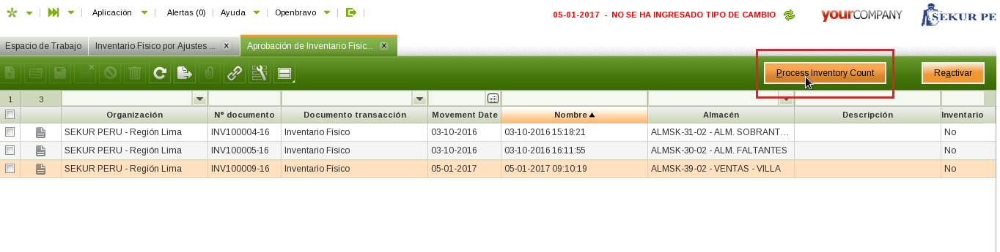 Aplicación Alertas (0) Ayuda Openbravo 05-01-2017 - NO SE HA INGRESADO TIPO DE CAMBIO yourCOMPANY SEKUR PE
Espacio de Trabajo Inventario Físico por Ajustes ... x Aprobación de Inventario Físic... x
Process Inventory Count Reactivar
1 3
Organización Nº documento Documento transacción Movement Date Nombre Almacén Descripción Inventario
SEKUR PERU - Región Lima INV100004-16 Inventario Físico 03-10-2016 03-10-2016 15:18:21 ALMSK-31-02 - ALM. SOBRANT... No
SEKUR PERU - Región Lima INV100005-16 Inventario Físico 03-10-2016 03-10-2016 16:11:55 ALMSK-30-02 - ALM. FALTANTES No
SEKUR PERU - Región Lima INV100009-16 Inventario Físico 05-01-2017 05-01-2017 09:10:19 ALMSK-39-02 - VENTAS - VILLA No